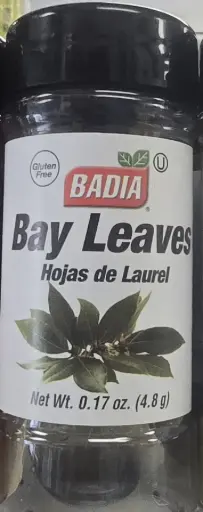 Gluten
Free
U
BADIA
®
Bay Leaves
Hojas de Laurel
Net Wt. 0.17 oz. (4.8 g)